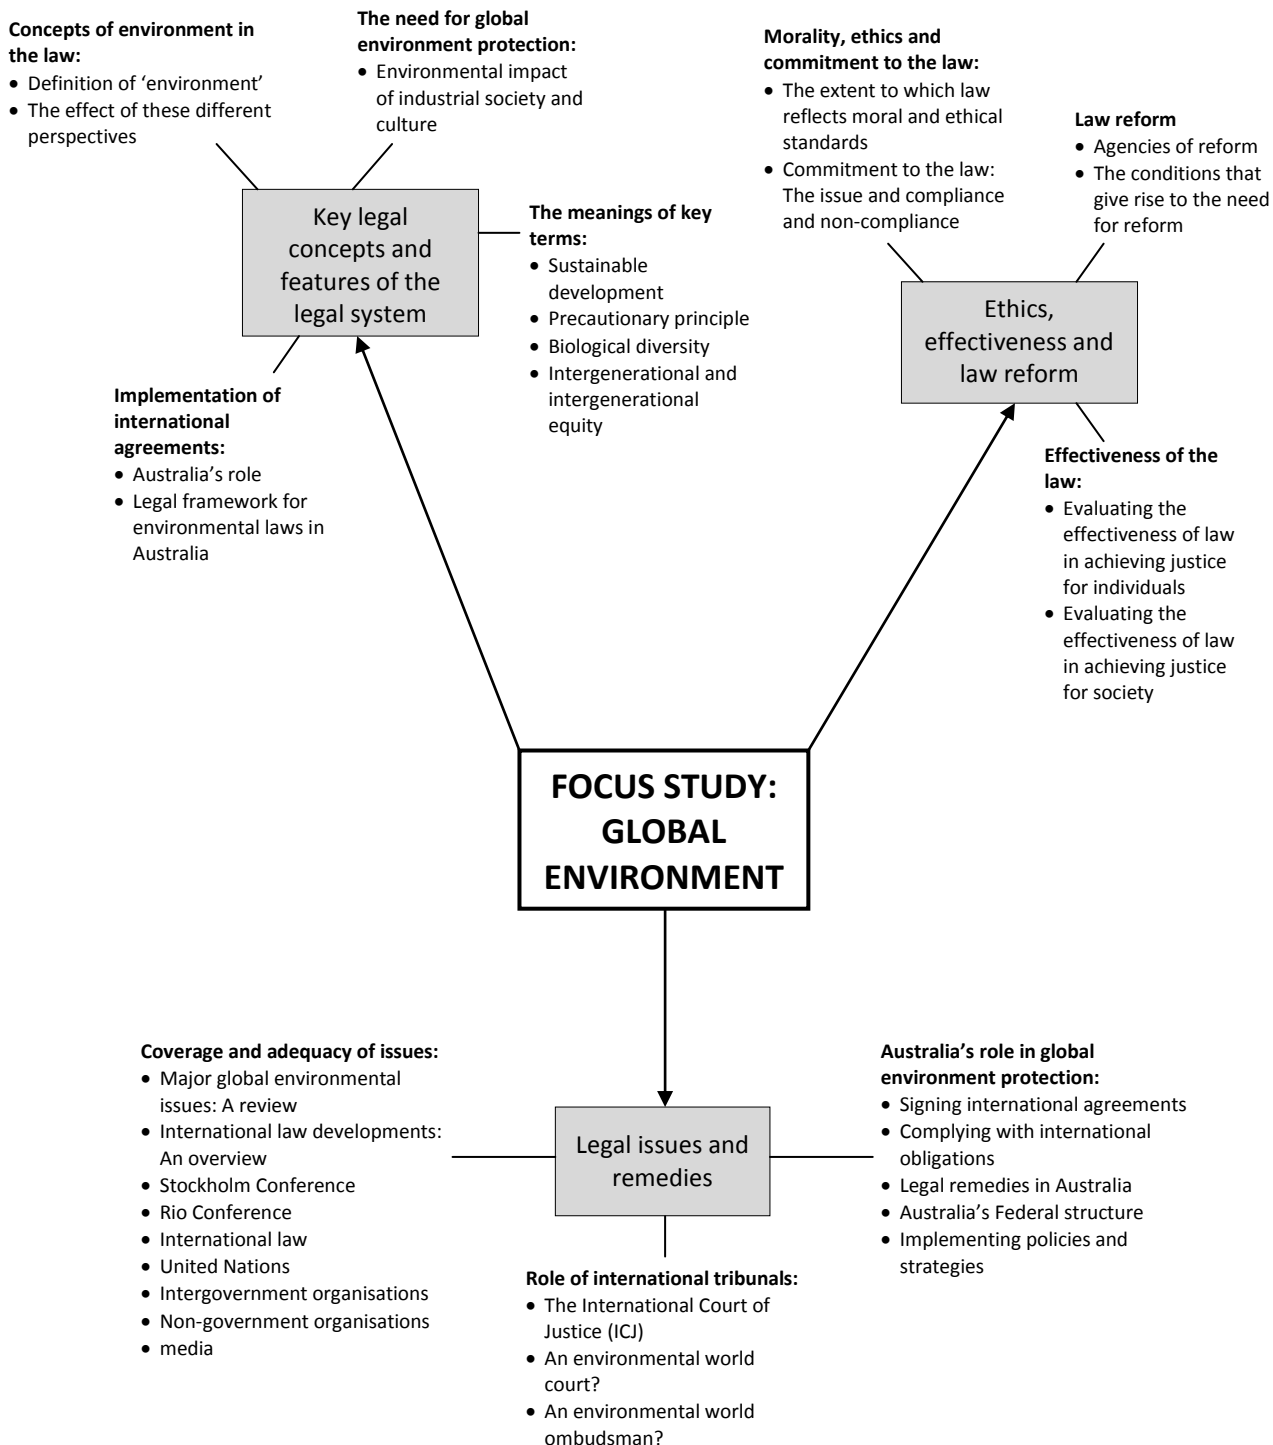 Concepts of environment in
the law:
• Definition of ‘environment’
• The effect of these different
perspectives
The need for global
environment protection:
• Environmental impact
of industrial society and
culture
Key legal
concepts and
features of the
legal system
The meanings of key
terms:
• Sustainable
development
• Precautionary principle
• Biological diversity
• Intergenerational and
intergenerational
equity
Implementation of
international
agreements:
• Australia’s role
• Legal framework for
environmental laws in
Australia
Morality, ethics and
commitment to the law:
• The extent to which law
reflects moral and ethical
standards
• Commitment to the law:
The issue and compliance
and non-compliance
Law reform
• Agencies of reform
• The conditions that
give rise to the need
for reform
Ethics,
effectiveness and
law reform
Effectiveness of the
law:
• Evaluating the
effectiveness of law
in achieving justice
for individuals
• Evaluating the
effectiveness of law
in achieving justice
for society
FOCUS STUDY:
GLOBAL
ENVIRONMENT
Coverage and adequacy of issues:
• Major global environmental
issues: A review
• International law developments:
An overview
• Stockholm Conference
• Rio Conference
• International law
• United Nations
• Intergovernment organisations
• Non-government organisations
• media
Legal issues and
remedies
Australia’s role in global
environment protection:
• Signing international agreements
• Complying with international
obligations
• Legal remedies in Australia
• Australia’s Federal structure
• Implementing policies and
strategies
Role of international tribunals:
• The International Court of
Justice (ICJ)
• An environmental world
court?
• An environmental world
ombudsman?